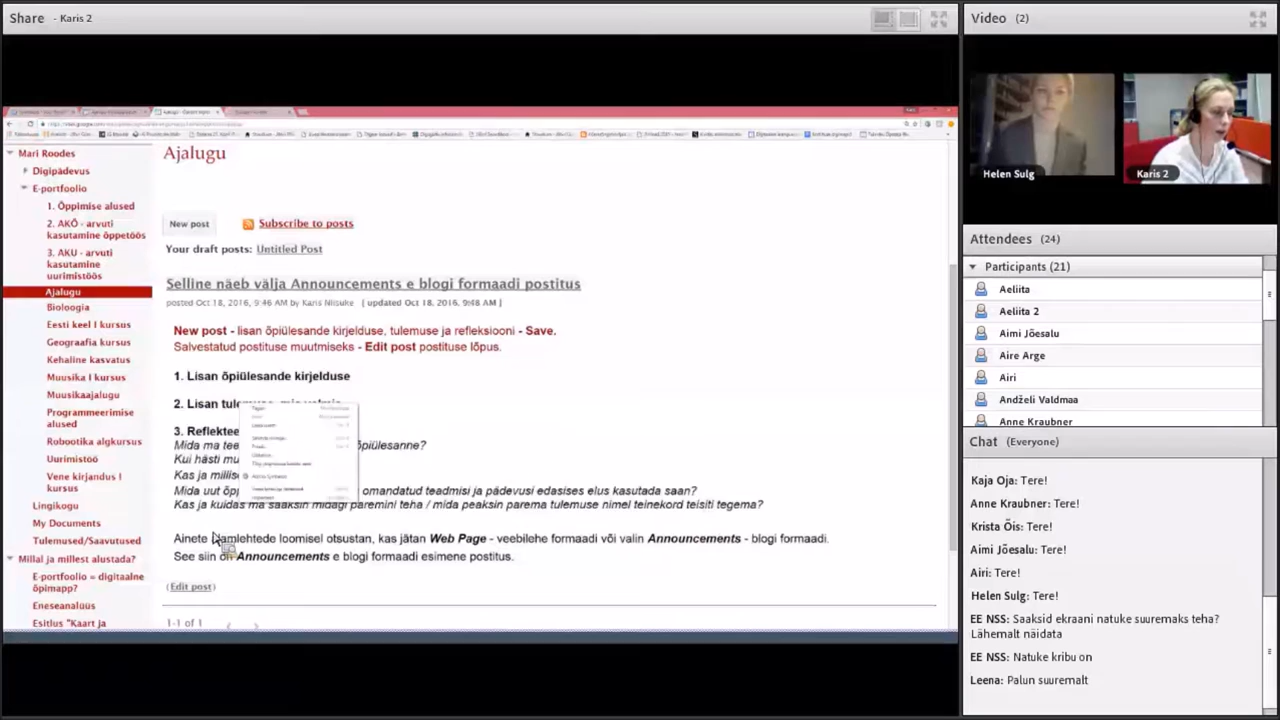 Share - Karis 2
Ajalugu
Mari Roodes
Digipädevus
E-portfoolio
1. Õppimise alused
2. AKÕ - arvuti
kasutamine õppetöös
3. AKU - arvuti
kasutamine
uurimistöös
Ajalugu
Bioloogia
Eesti keel I kursus
Geograafia kursus
Kehaline kasvatus
Muusika I kursus
Muusikaajalugu
Programmeerimise
alused
Robootika algkursus
Uurimistöö
Vene kirjandus I
kursus
Lingikogu
My Documents
Tulemused/Saavutused
Millal ja millest alustada?
E-portfoolio = digitaalne
õpimapp?
Eneseanalüüs
Esitlus "Kaart ja
New post
Subscribe to posts
Your draft posts: Untitled Post
Selline näeb välja Announcements e blogi formaadi postitus
posted Oct 18, 2016, 9:46 AM by Karis Niisuke [ updated Oct 18, 2016, 9:48 AM ]
New post - lisan õpiülesande kirjelduse, tulemuse ja refleksiooni - Save.
Salvestatud postituse muutmiseks - Edit post postituse lõpus.
1. Lisan õpiülesande kirjelduse
2. Lisan
3.
Mida ma õpiülesanne?
Kui hästi
Kas ja
Mida uut omandatud teadmisi ja pädevusi edasises elus kasutada saan?
Kas ja kuidas ma saaksin midagi paremini teha / mida peaksin parema tulemuse nimel teinekord teisiti tegema?
Ainete loomisel otsustan, kas jätan Web Page - veebilehe formaadi või valin Announcements - blogi formaadi.
See siin on Announcements e blogi formaadi esimene postitus.
(Edit post)
1-1 of 1
Video (2)
Helen Sulg
Karis 2
Attendees (24)
Participants (21)
Aeliita
Aeliita 2
Aimi Jõesalu
Aire Arge
Airi
Andželi Valdmaa
Anne Kraubner
Chat (Everyone)
Kaja Oja: Tere!
Anne Kraubner: Tere!
Krista Õis: Tere!
Aimi Jõesalu: Tere!
Airi: Tere!
Helen Sulg: Tere!
EE NSS: Saaksid ekraani natuke suuremaks teha?
Lähemalt näidata
EE NSS: Natuke kribu on
Leena: Palun suuremalt